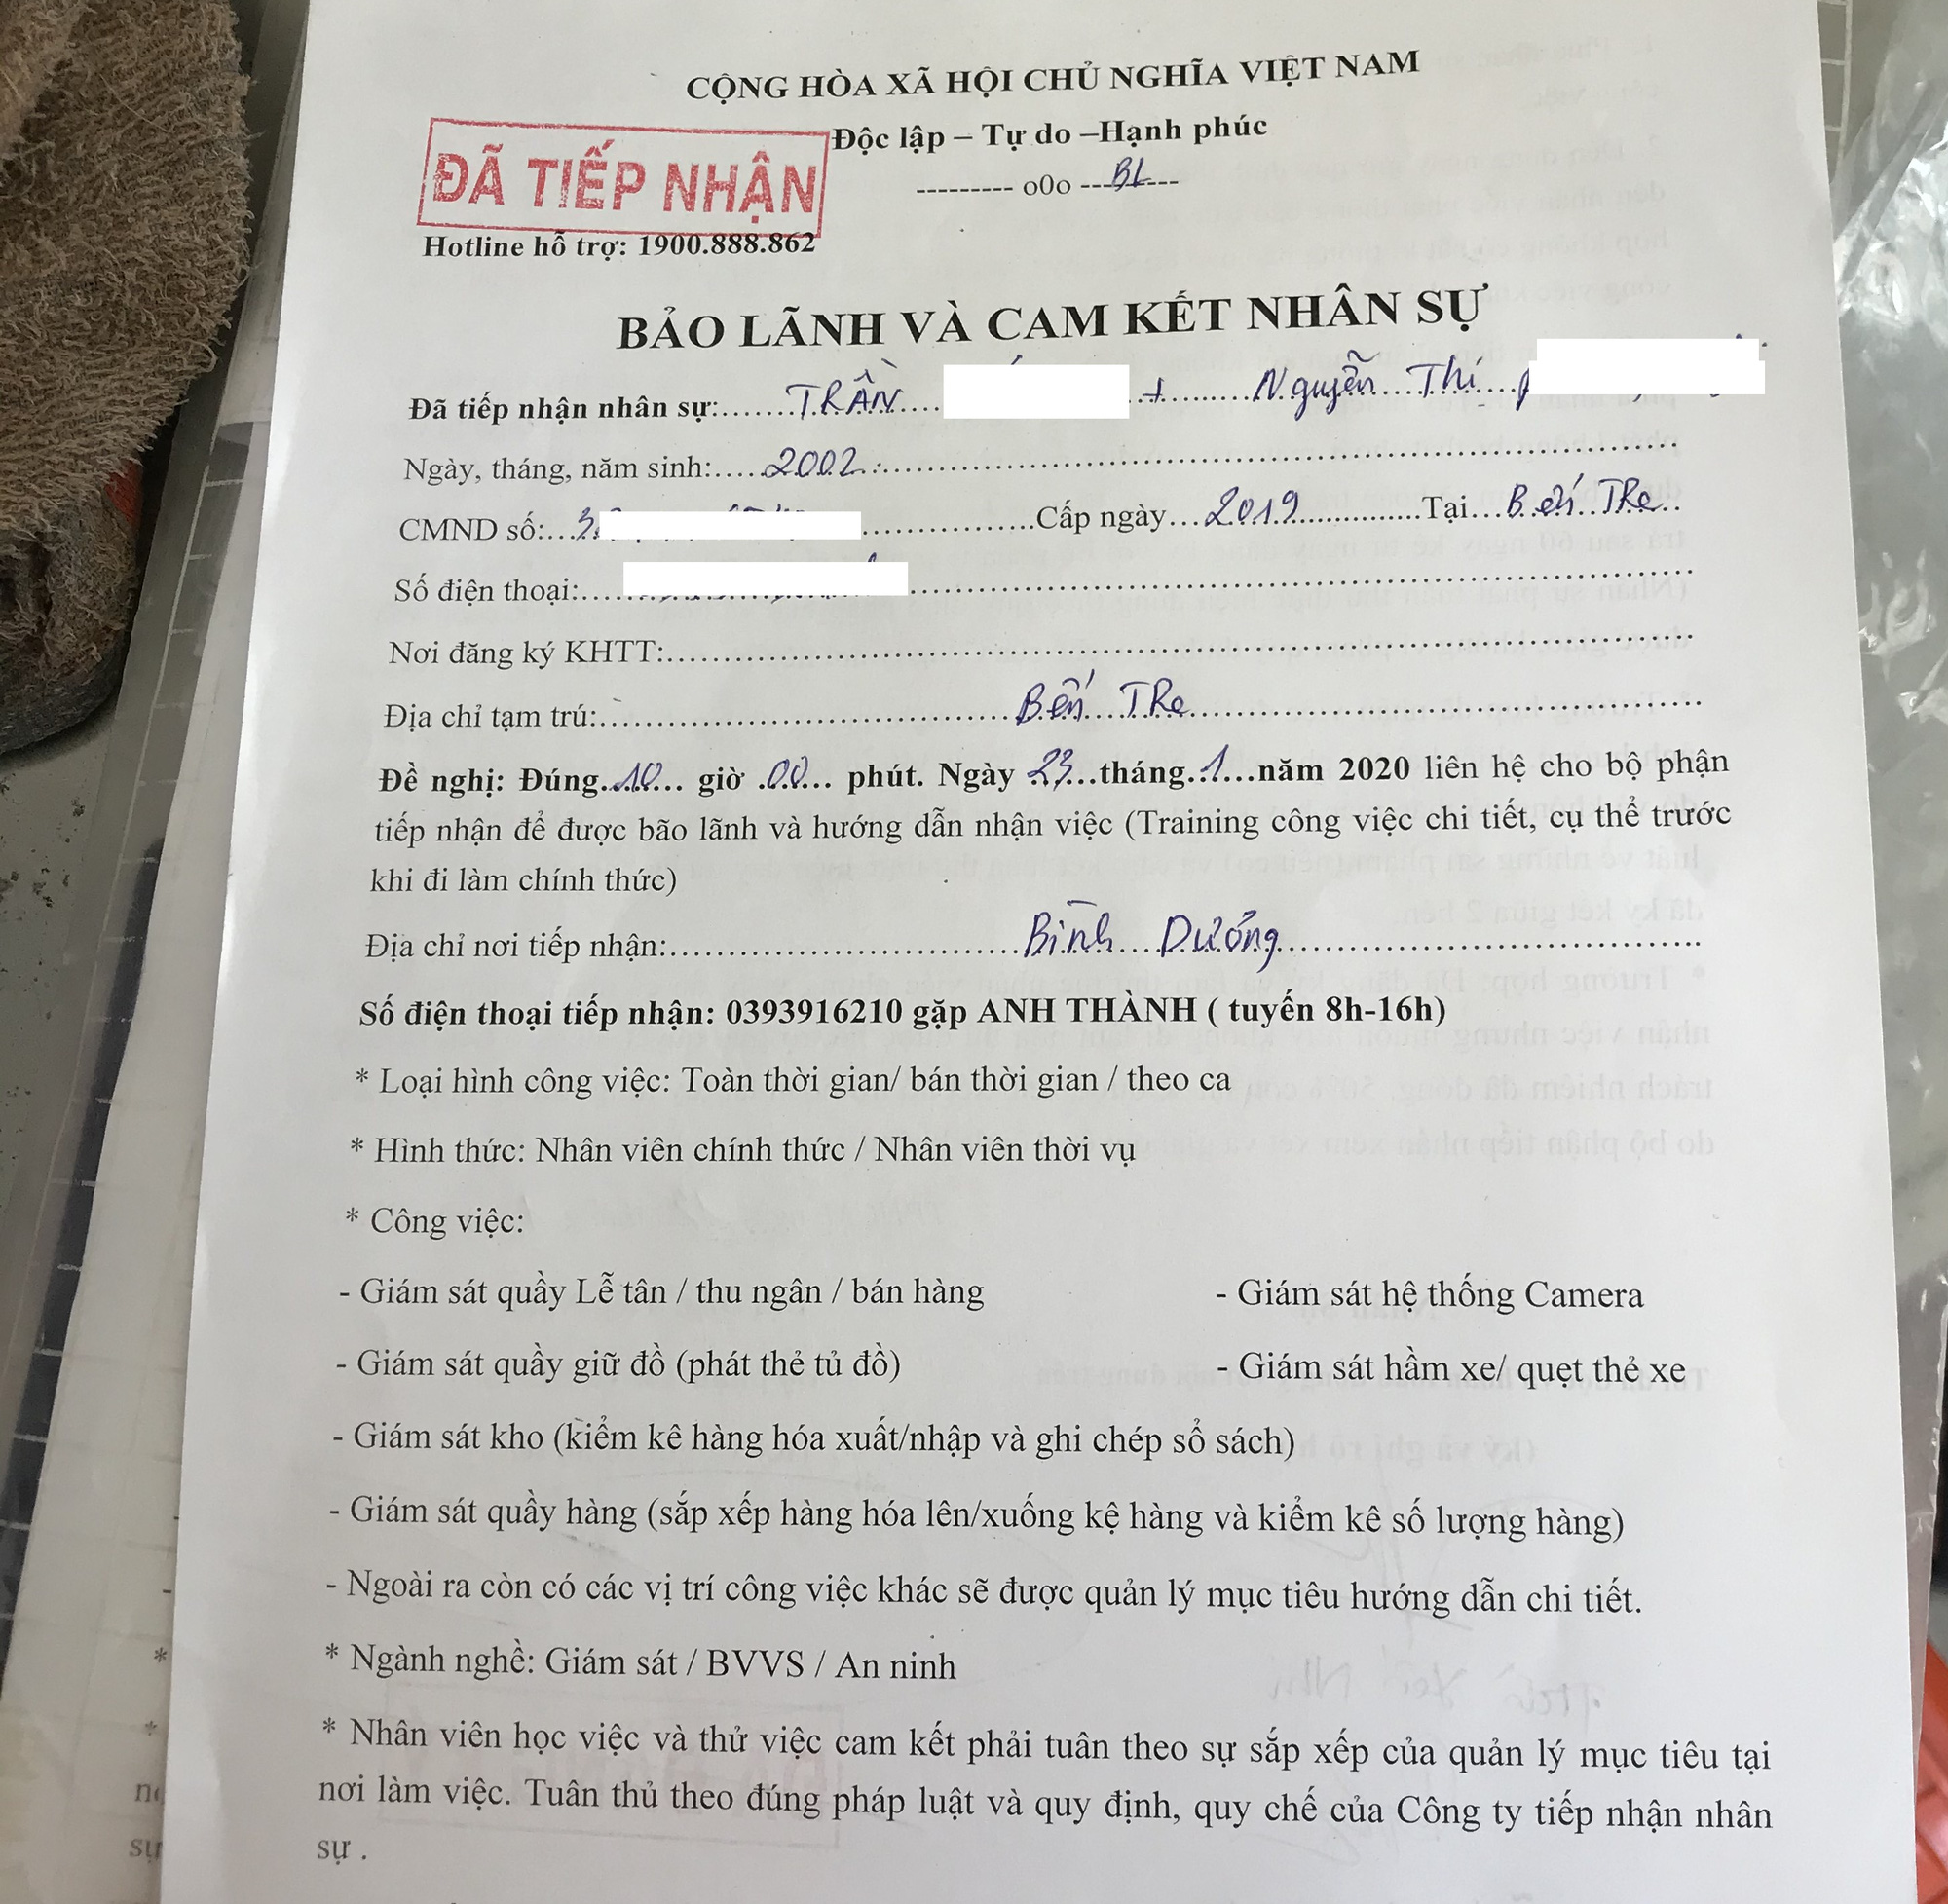 CỘNG HÒA XÃ HỘI CHỦ NGHĨA VIỆT NAM
Độc lập – Tự do –Hạnh phúc
--------- o0o --------- BL
ĐÃ TIẾP NHẬN
Hotline hỗ trợ: 1900.888.862
BẢO LÃNH VÀ CAM KẾT NHÂN SỰ
Đã tiếp nhận nhân sự:.......TRẦN.... +.........Nguyễn...Thị....
Ngày, tháng, năm sinh:.....2002..............................
CMND số:...3 ..................Cấp ngày...2019...............Tại...Bến TRe..
Số điện thoại:..............................
Nơi đăng ký KHTT:..............................
Địa chỉ tạm trú:..............................Bến TRe..............................
Đề nghị: Đúng..10... giờ .00... phút. Ngày 23...tháng..1...năm 2020 liên hệ cho bộ phận
tiếp nhận để được bão lãnh và hướng dẫn nhận việc (Training công việc chi tiết, cụ thể trước
khi đi làm chính thức)
Địa chỉ nơi tiếp nhận:..............................Bình Dương..............................
Số điện thoại tiếp nhận: 0393916210 gặp ANH THÀNH ( tuyến 8h-16h)
* Loại hình công việc: Toàn thời gian/ bán thời gian / theo ca
* Hình thức: Nhân viên chính thức / Nhân viên thời vụ
* Công việc:
- Giám sát quầy Lễ tân / thu ngân / bán hàng - Giám sát hệ thống Camera
- Giám sát quầy giữ đồ (phát thẻ tủ đồ) - Giám sát hầm xe/ quẹt thẻ xe
- Giám sát kho (kiểm kê hàng hóa xuất/nhập và ghi chép sổ sách)
- Giám sát quầy hàng (sắp xếp hàng hóa lên/xuống kệ hàng và kiểm kê số lượng hàng)
- Ngoài ra còn có các vị trí công việc khác sẽ được quản lý mục tiêu hướng dẫn chi tiết.
* Ngành nghề: Giám sát / BVVS / An ninh
* Nhân viên học việc và thử việc cam kết phải tuân theo sự sắp xếp của quản lý mục tiêu tại
nơi làm việc. Tuân thủ theo đúng pháp luật và quy định, quy chế của Công ty tiếp nhận nhân
sự .